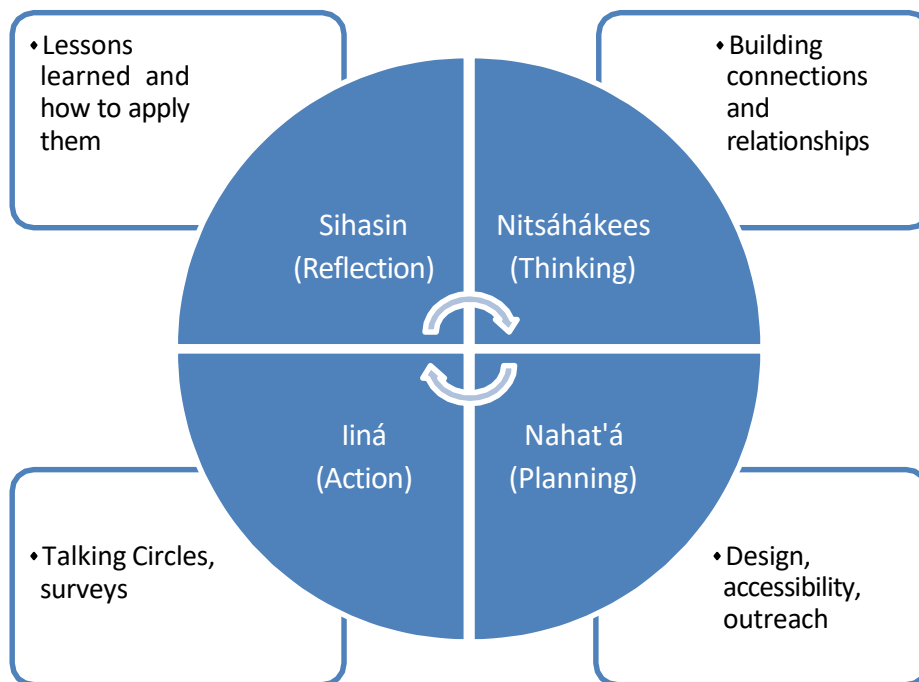 • Lessons
learned and
how to apply
them
• Building
connections
and
relationships
Sihasin
(Reflection)
Nitsáhákees
(Thinking)
Iiná
(Action)
Nahat'á
(Planning)
• Talking Circles,
surveys
• Design,
accessibility,
outreach